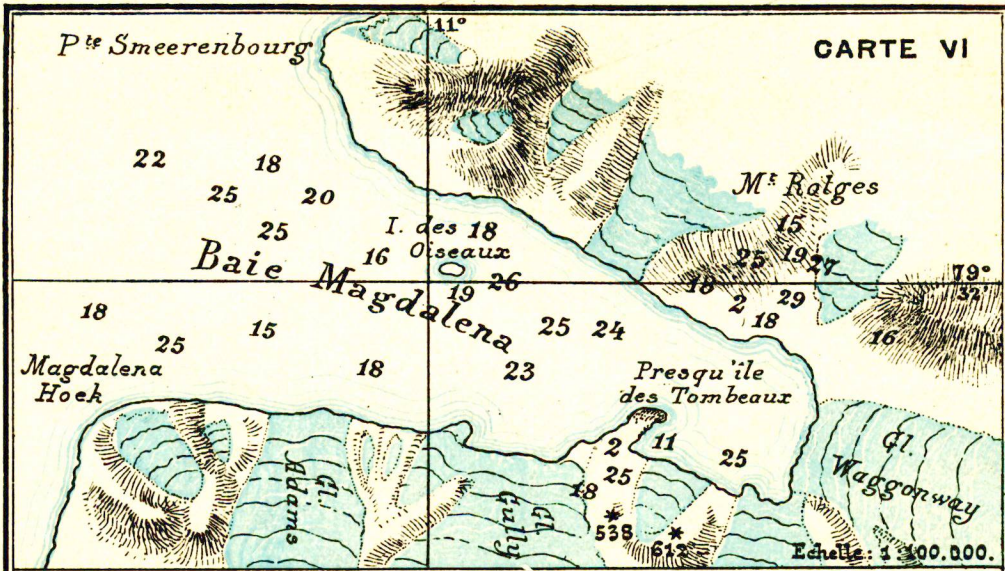 11°
Pte Smeerenbourg
CARTE VI
22
18
25
20
25
Mt Rotges
15
I. des
Oiseaux
18
16
25
19
27
Baie Magdalena
19
26
18
2
29
18
79°
32'
16
18
25
15
18
25
24
23
Magdalena
Hoek
Presqu'ile
des Tombeaux
2
11
25
25
18
538
612
Gl. Adams
Gl. Gully
Gl.
Waggonway
Echelle: 1:100.000.